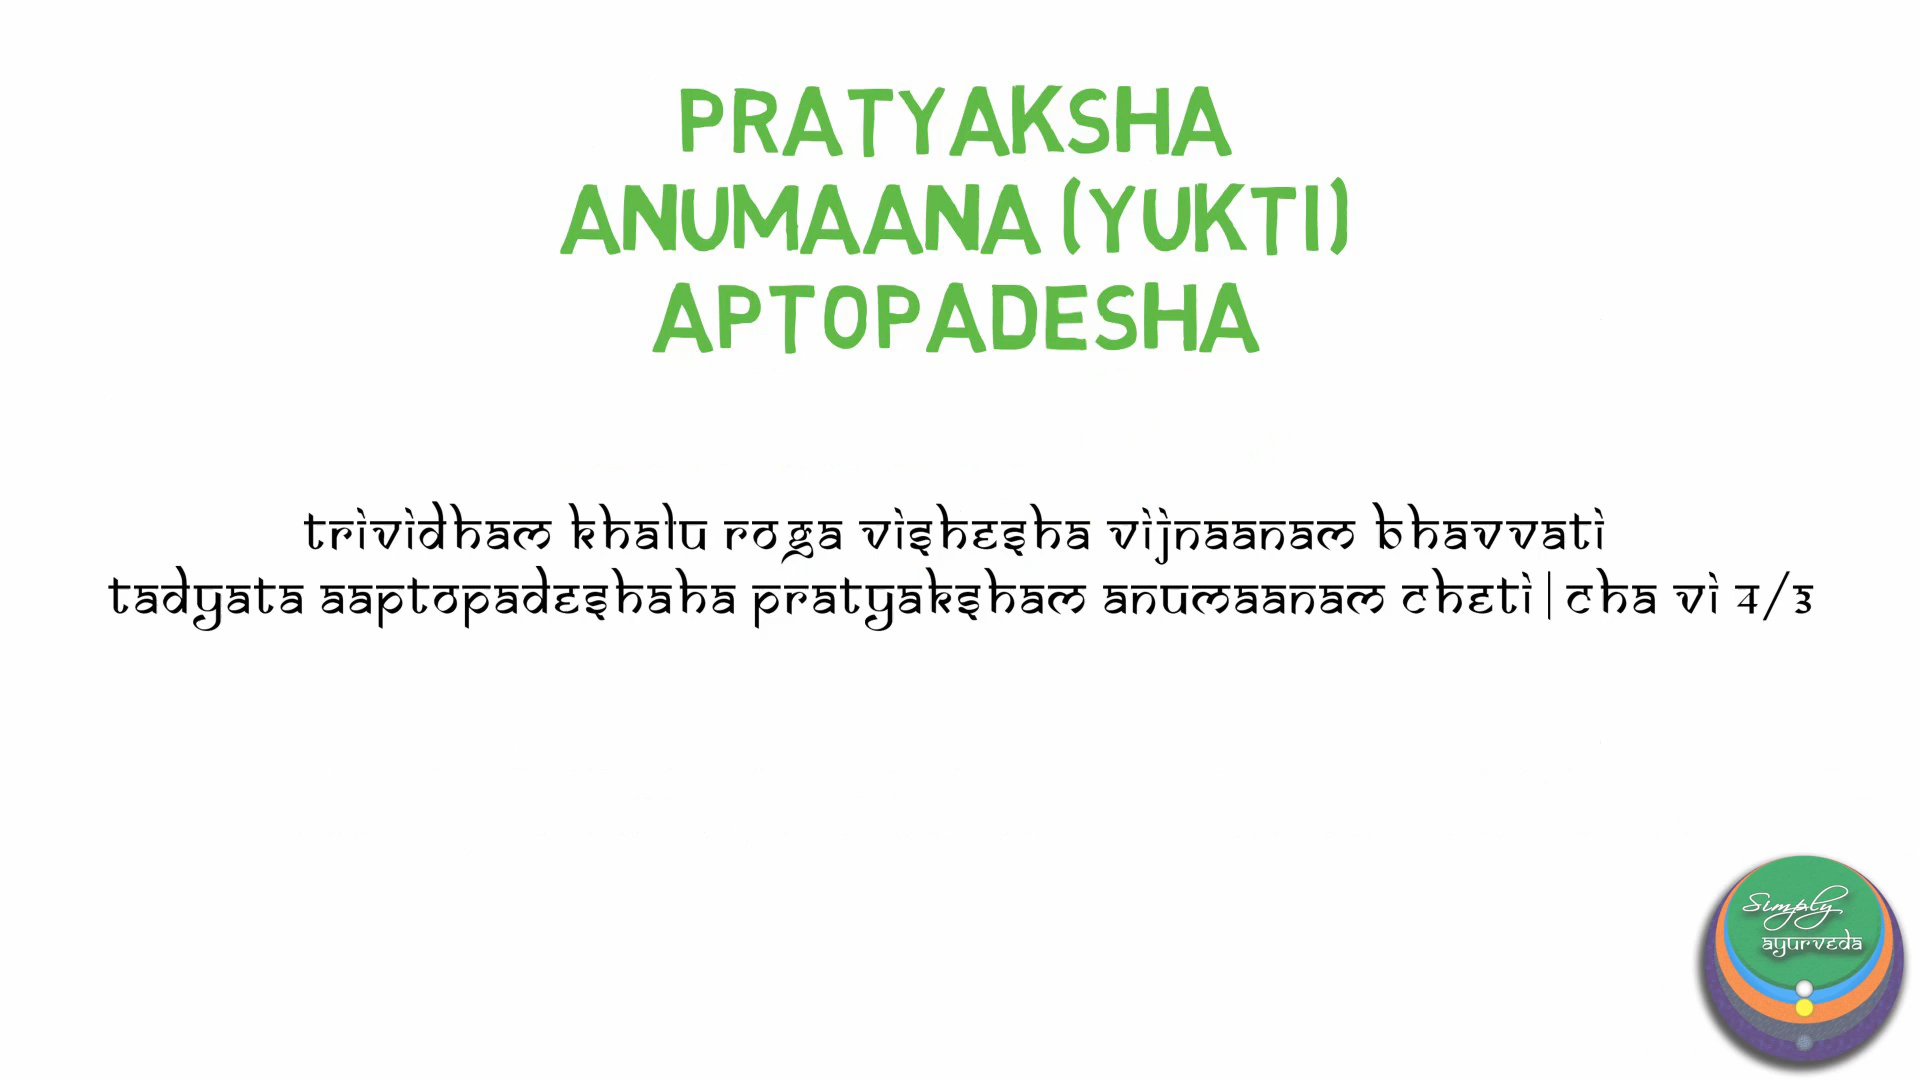 PRATYAKSHA
ANUMAANA (YUKTI)
APTOPADESHA
trividham khalu roga vishesha vijnaanam bhavvati
tadyata aaptopadeshaha pratyaksham anumaanam cheti|cha vi 4/3
Simply
ayurveda